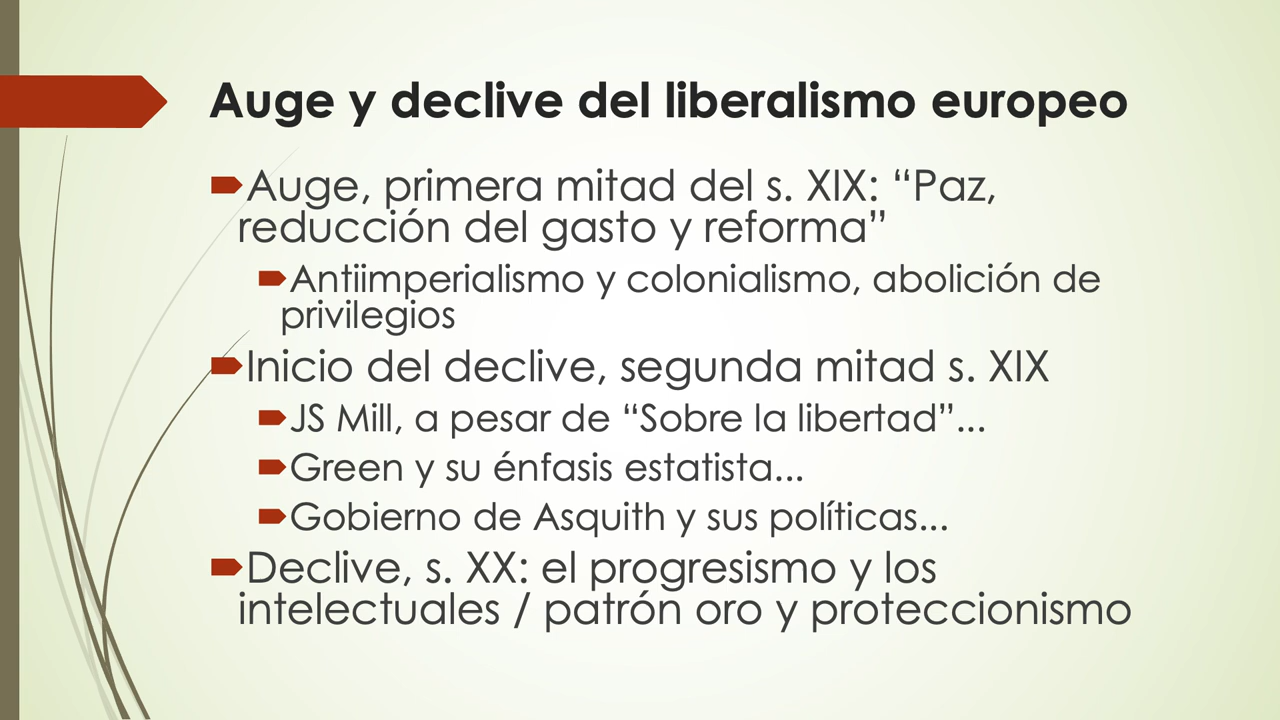 Auge y declive del liberalismo europeo
Auge, primera mitad del s. XIX: “Paz,
reducción del gasto y reforma”
Antiimperialismo y colonialismo, abolición de
privilegios
Inicio del declive, segunda mitad s. XIX
JS Mill, a pesar de “Sobre la libertad”...
Green y su énfasis estatista...
Gobierno de Asquith y sus políticas...
Declive, s. XX: el progresismo y los
intelectuales / patrón oro y proteccionismo